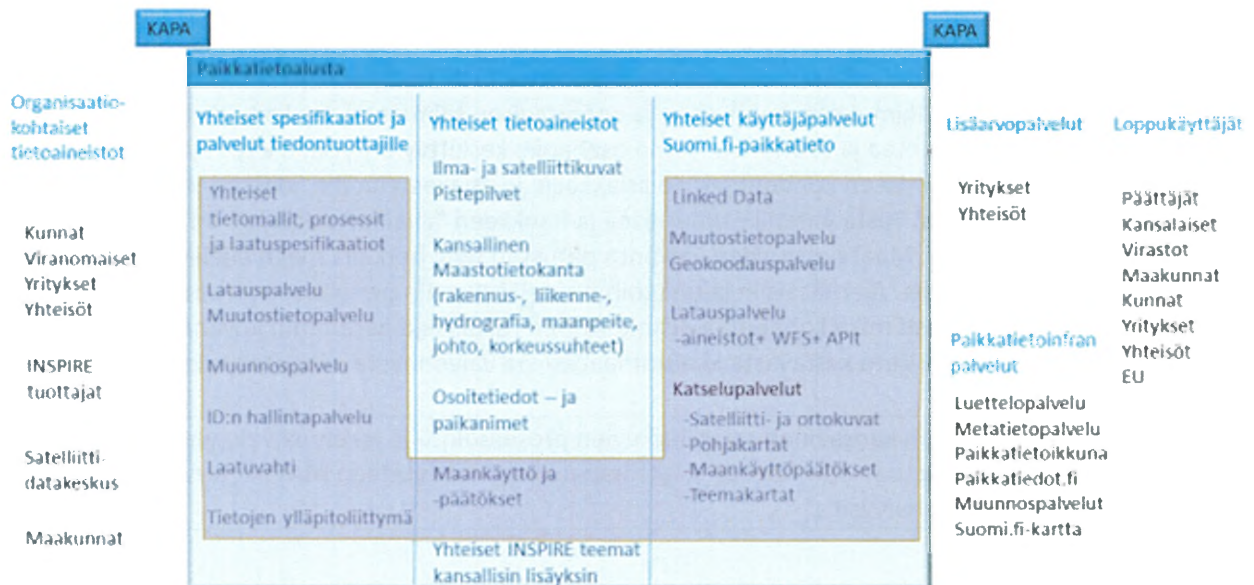 KAPA
KAPA
Paikkatietoalusta
Organisaatio-
kohtaiset
tietoaineistot
Kunnat
Viranomaiset
Yritykset
Yhteisöt
INSPIRE
tuottajat
Satelliitti-
datakeskus
Maakunnat
Yhteiset spesifikaatiot ja
palvelut tiedontuottajille
Yhteiset
tietomallit, prosessit
ja laatuspesifikaatiot
Latauspalvelu
Muutostietopalvelu
Muunnospalvelu
ID:n hallintapalvelu
Laatuvahti
Tietojen ylläpitoliittymä
Yhteiset tietoaineistot
Ilma- ja satelliittikuvat
Pistepilvet
Kansallinen
Maastotietokanta
(rakennus-, liikenne-,
hydrografia, maanpeite,
johto, korkeussuhteet)
Osoitetiedot – ja
paikanimet
Maankäyttö ja
-päätökset
Yhteiset INSPIRE teemat
kansallisin lisäyksin
Yhteiset käyttäjäpalvelut
Suomi.fi-paikkatieto
Linked Data
Muutostietopalvelu
Geokoodauspalvelu
Latauspalvelu
-aineistot+ WFS+ APIt
Katselupalvelut
-Satelliitti- ja ortokuvat
-Pohjakartat
-Maankäyttöpäätökset
-Teemakartat
Lisäarvopalvelut
Yritykset
Yhteisöt
Paikkatietoinfran
palvelut
Luettelopalvelu
Metatietopalvelu
Paikkatietoikkuna
Paikkatiedot.fi
Muunnospalvelut
Suomi.fi-kartta
Loppukäyttäjät
Päättäjät
Kansalaiset
Virastot
Maakunnat
Kunnat
Yritykset
Yhteisöt
EU